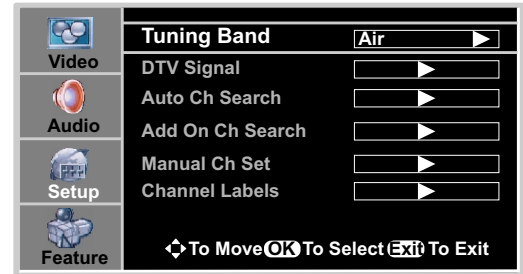 Video
Audio
Setup
Feature
Tuning Band Air
DTV Signal
Auto Ch Search
Add On Ch Search
Manual Ch Set
Channel Labels
To Move OK To Select Exit To Exit